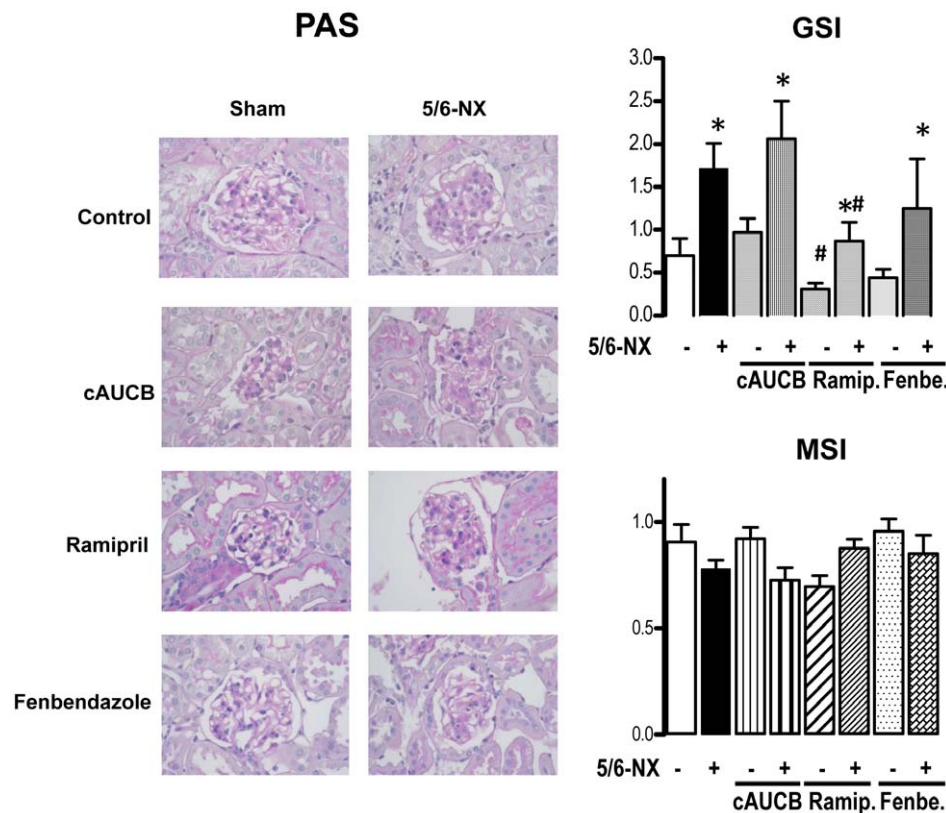 PAS
Sham 5/6-NX
Control
cAUCB
Ramipril
Fenbendazole
GSI
3.0
2.5
2.0
1.5
1.0
0.5
0.0
* * # *# *
5/6-NX - + - + - + - +
cAUCB Ramip. Fenbe.
MSI
1.0
0.5
0.0
5/6-NX - + - + - + - +
cAUCB Ramip. Fenbe.